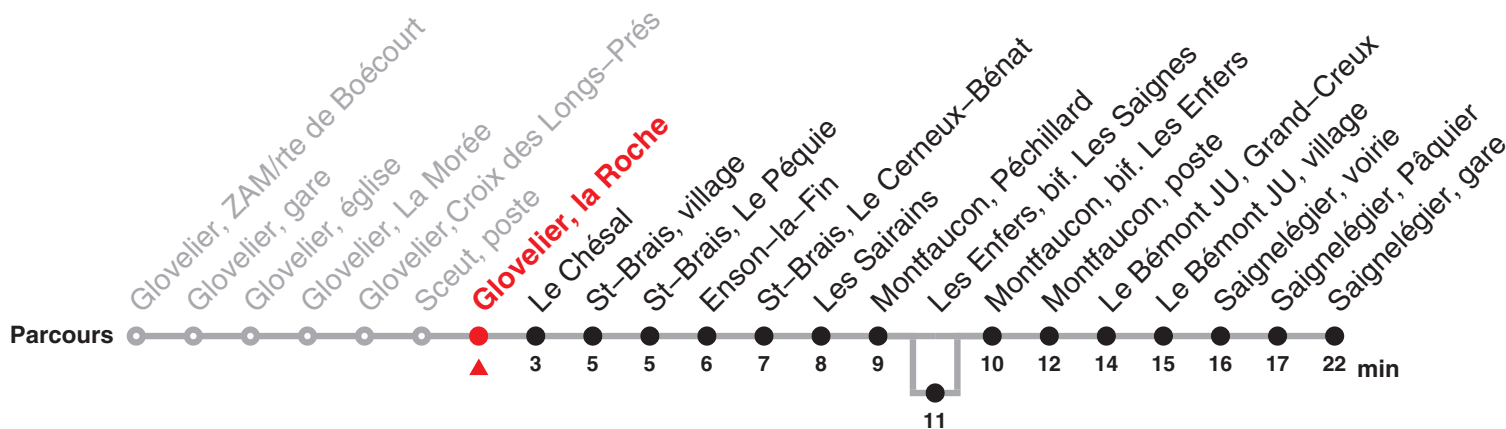 Glovelier, ZAM/rte de Boécourt
Glovelier, gare
Glovelier, église
Glovelier, La Morée
Glovelier, Croix des Longs–Prés
Sceut, poste
Glovelier, la Roche
Le Chésal
St–Brais, village
St–Brais, Le Péquie
Enson–la–Fin
St–Brais, Le Cerneux–Bénat
Les Sairains
Montfaucon, Péchillard
Les Enfers, bif. Les Saignes
Montfaucon, bif. Les Enfers
Montfaucon, poste
Le Bémont JU, Grand–Creux
Le Bémont JU, village
Saignelégier, voirie
Saignelégier, Pâquier
Saignelégier, gare
Parcours
3 5 5 6 7 8 9 10 12 14 15 16 17 22 min
11